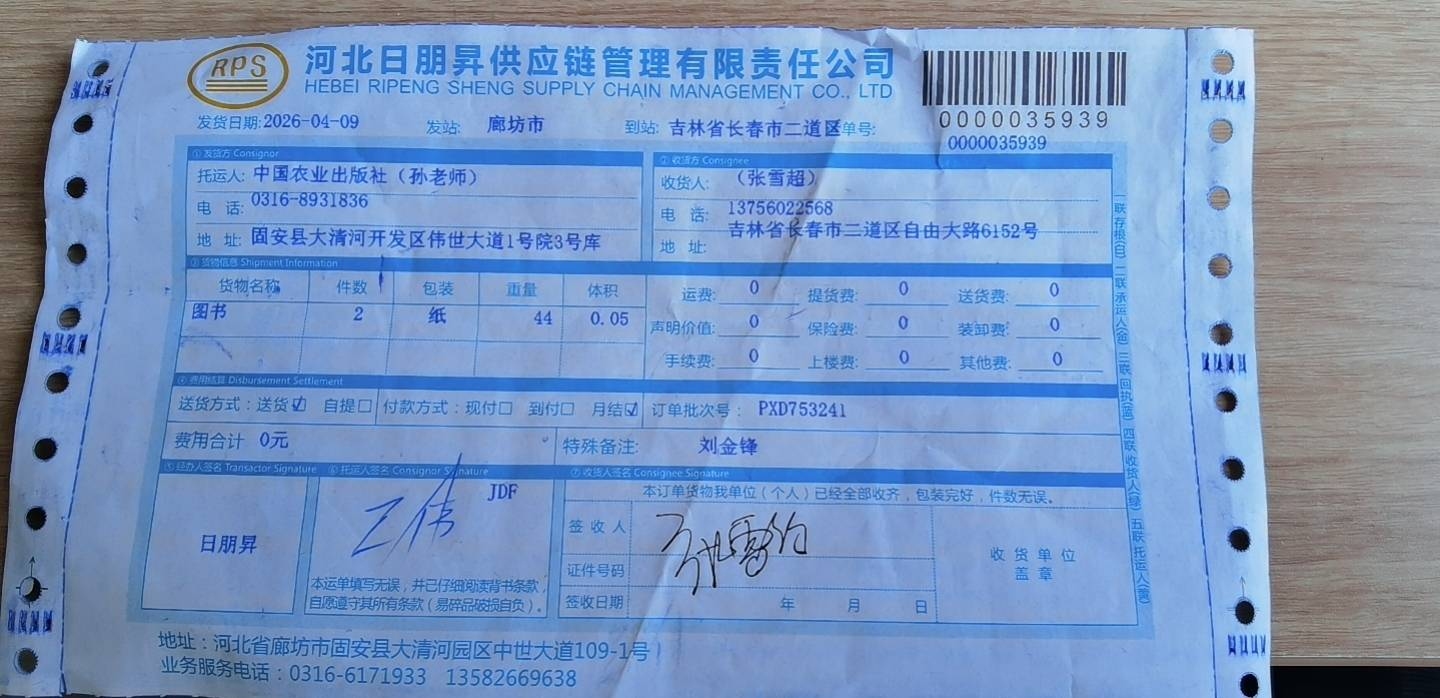 RPS
河北日朋昇供应链管理有限责任公司
HEBEI RIPENG SHENG SUPPLY CHAIN MANAGEMENT CO., LTD
0000035939
发货日期:2026-04-09 发站: 廊坊市 到站: 吉林省长春市二道区单号:
0000035939
①发货方 Consignor ②收货方 Consignee
托运人: 中国农业出版社（孙老师） 收货人: （张雪超）
电 话: 0316-8931836 电 话: 13756022568
地 址: 固安县大清河开发区伟世大道1号院3号库 地 址: 吉林省长春市二道区自由大路6152号
③货物信息 Shipment Information
货物名称 件数 包装 重量 体积 运费: 0 提货费: 0 送货费: 0
图书 2 纸 44 0.05 声明价值: 0 保险费: 0 装卸费: 0
手续费: 0 上楼费: 0 其他费: 0
④费用结算 Disbursement Settlement
送货方式: 送货☑ 自提☐ 付款方式: 现付☐ 到付☐ 月结☑ 订单批次号: PXD753241
费用合计 0元 特殊备注: 刘金锋
⑤经办人签名 Transactor Signature ⑥托运人签名 Consignor Signature ⑦收货人签名 Consignee Signature
本订单货物我单位（个人）已经全部收齐，包装完好，件数无误。
JDF
王伟
日朋昇
签 收 人
证件号码
签收日期 年 月 日
收 货 单 位
盖 章
本运单填写无误，并已仔细阅读背书条款，
自愿遵守其所有条款（易碎品破损自负）。
一联存根(白) 二联承运人(金) 三联回执(蓝) 四联收货人(绿) 五联托运人(黄)
地址：河北省廊坊市固安县大清河园区中世大道109-1号
业务服务电话：0316-6171933 13582669638